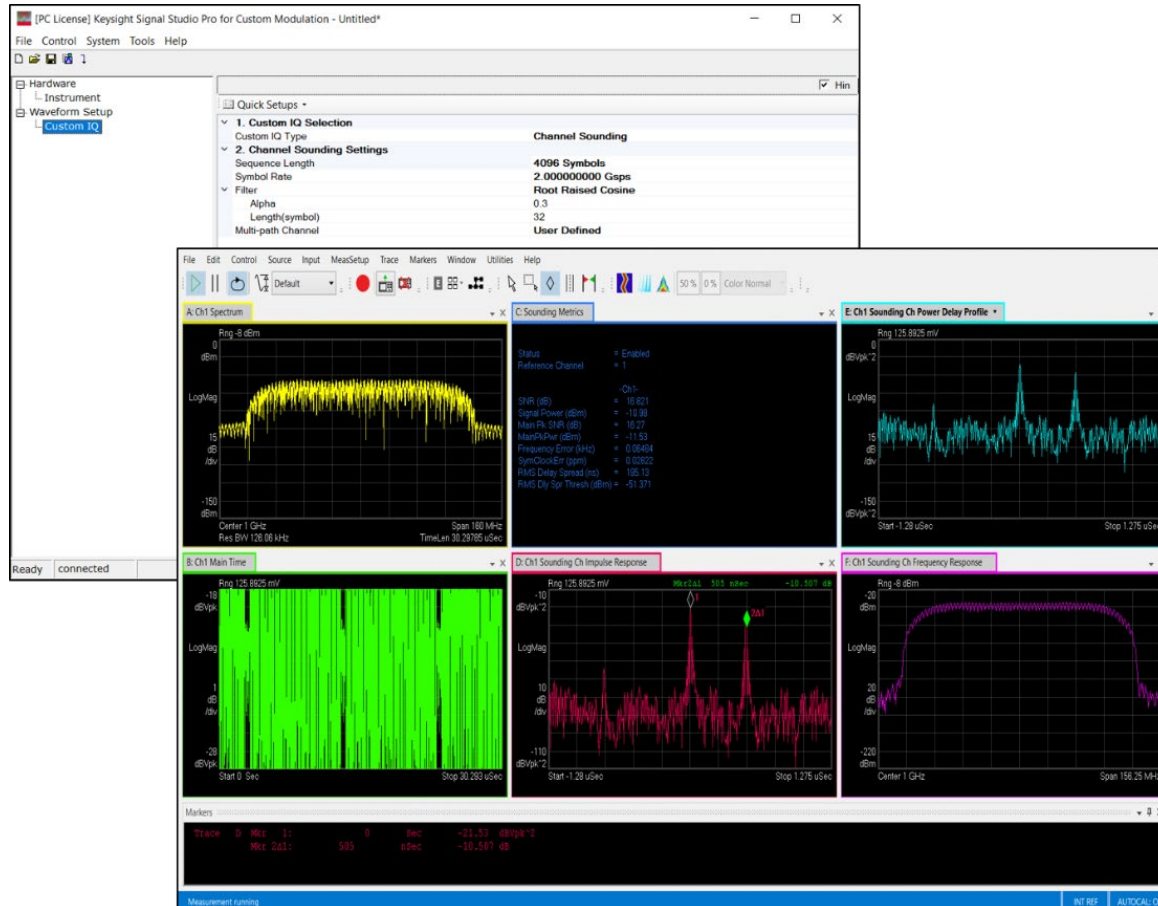 [PC License] Keysight Signal Studio Pro for Custom Modulation - Untitled*
File Control System Tools Help
Hardware
Instrument
Waveform Setup
Custom IQ
Hin
Quick Setups
1. Custom IQ Selection
Custom IQ Type Channel Sounding
2. Channel Sounding Settings
Sequence Length 4096 Symbols
Symbol Rate 2.000000000 Gsps
Filter Root Raised Cosine
Alpha 0.3
Length(symbol) 32
Multi-path Channel User Defined
Ready connected
File Edit Control Source Input MeasSetup Trace Markers Window Utilities Help
Default 50 % 0 % Color Normal
A: Ch1 Spectrum
Rng -8 dBm
0
dBm
LogMag
15
dB
/div
-150
dBm
Center 1 GHz Span 160 MHz
Res BW 126.06 kHz TimeLen 30.29785 uSec
C: Sounding Metrics
Status = Enabled
Reference Channel = 1
-Ch1-
SNR (dB) = 16.821
Signal Power (dBm) = -10.98
Main Pk SNR (dB) = 16.27
MainPkPwr (dBm) = -11.53
Frequency Error (kHz) = 0.06484
SymClockErr (ppm) = 0.02822
RMS Delay Spread (ns) = 195.13
RMS Dly Spr Thresh (dBm) = -51.371
E: Ch1 Sounding Ch Power Delay Profile
Rng 125.8925 mV
0
dBVpk^2
LogMag
15
dB
/div
-150
dBVpk^2
Start -1.28 uSec Stop 1.275 uSec
B: Ch1 Main Time
Rng 125.8925 mV
-18
dBVpk
LogMag
1
dB
/div
-28
dBVpk
Start 0 Sec Stop 30.293 uSec
D: Ch1 Sounding Ch Impulse Response
Rng 125.8925 mV Mkr2Δ1 505 nSec -10.507 dB
-10
dBVpk^2
1
2Δ1
LogMag
10
dB
/div
-110
dBVpk^2
Start -1.28 uSec Stop 1.275 uSec
F: Ch1 Sounding Ch Frequency Response
Rng -8 dBm
-20
dBm
LogMag
20
dB
/div
-220
dBm
Center 1 GHz Span 156.25 MHz
Markers
Trace D Mkr 1: 0 Sec -21.53 dBVpk^2
Mkr 2Δ1: 505 nSec -10.507 dB
Measurement running INT REF AUTOCAL: O